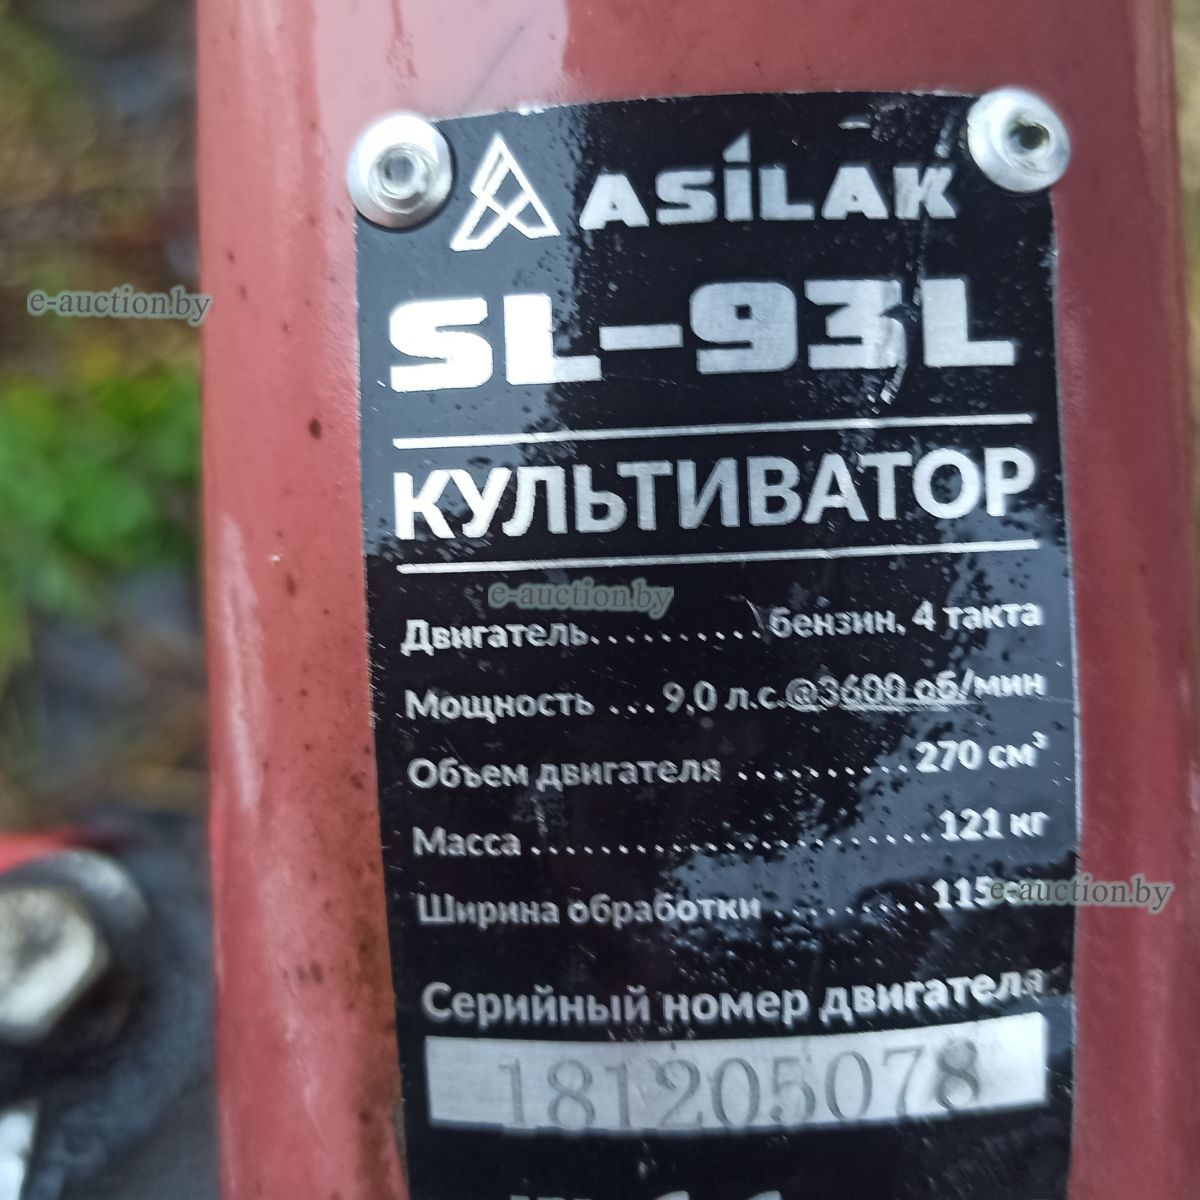 ASILAK
SL-93L
КУЛЬТИВАТОР
Двигатель........... бензин, 4 такта
Мощность ... 9,0 л.с.@3600 об/мин
Объем двигателя .......... 270 см³
Масса ........................ 121 кг
Ширина обработки ......... 115
Серийный номер двигателя
181205078
e-auction.by
e-auction.by
e-auction.by